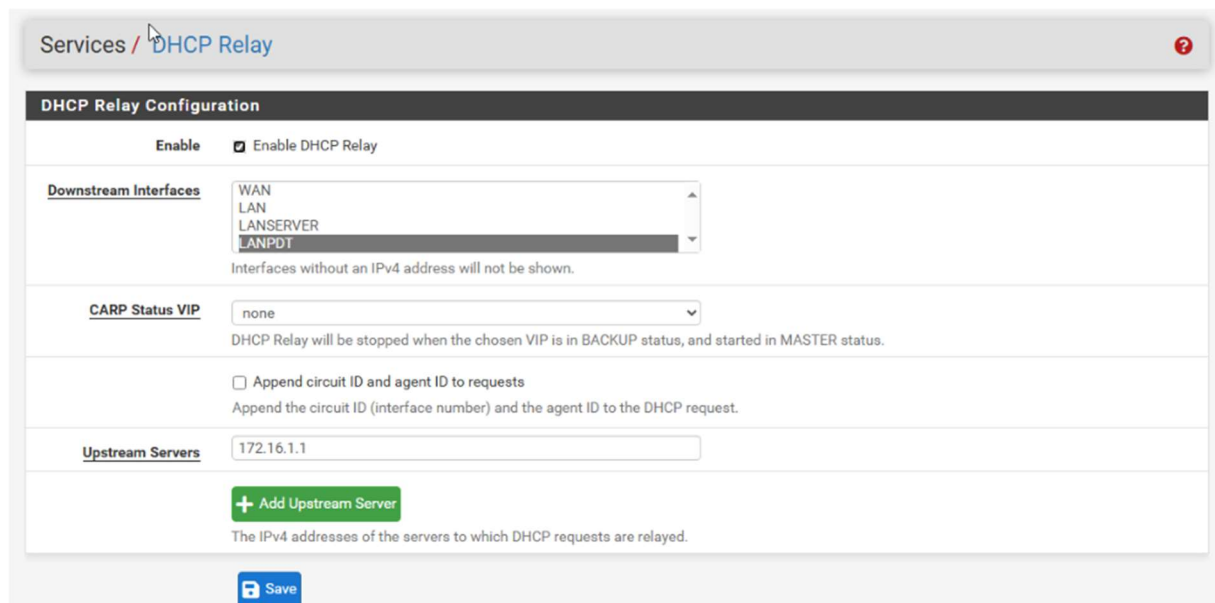 Services / DHCP Relay
DHCP Relay Configuration
Enable Enable DHCP Relay
Downstream Interfaces
WAN
LAN
LANSERVER
LANPDT
Interfaces without an IPv4 address will not be shown.
CARP Status VIP none
DHCP Relay will be stopped when the chosen VIP is in BACKUP status, and started in MASTER status.
Append circuit ID and agent ID to requests
Append the circuit ID (interface number) and the agent ID to the DHCP request.
Upstream Servers 172.16.1.1
Add Upstream Server
The IPv4 addresses of the servers to which DHCP requests are relayed.
Save